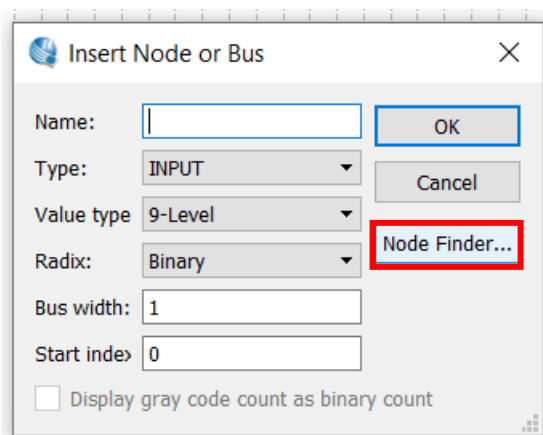 Insert Node or Bus
Name:
OK
Type: INPUT
Cancel
Value type 9-Level
Node Finder...
Radix: Binary
Bus width: 1
Start index 0
Display gray code count as binary count